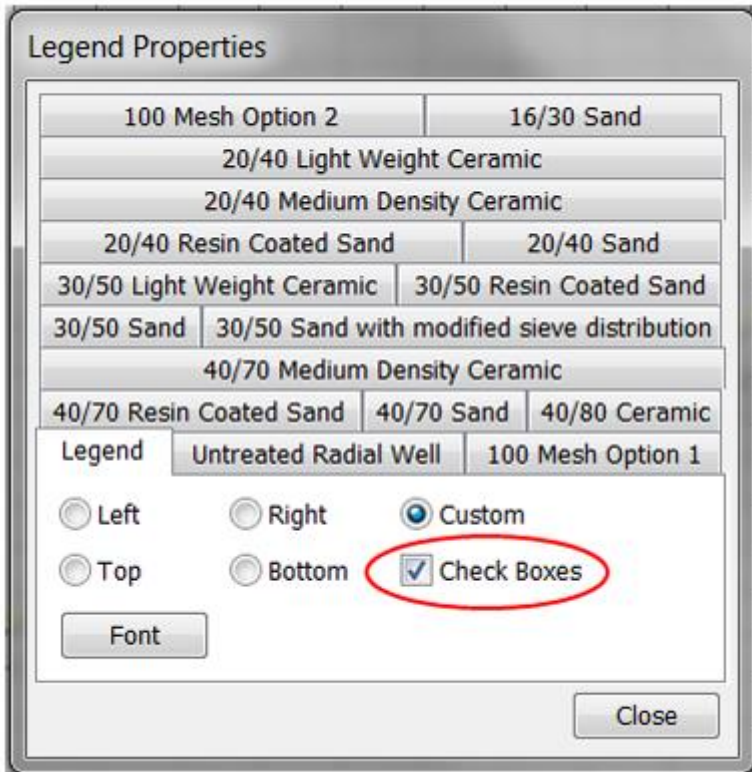 Legend Properties
100 Mesh Option 2 16/30 Sand
20/40 Light Weight Ceramic
20/40 Medium Density Ceramic
20/40 Resin Coated Sand 20/40 Sand
30/50 Light Weight Ceramic 30/50 Resin Coated Sand
30/50 Sand 30/50 Sand with modified sieve distribution
40/70 Medium Density Ceramic
40/70 Resin Coated Sand 40/70 Sand 40/80 Ceramic
Legend Untreated Radial Well 100 Mesh Option 1
Left Right Custom
Top Bottom Check Boxes
Font
Close